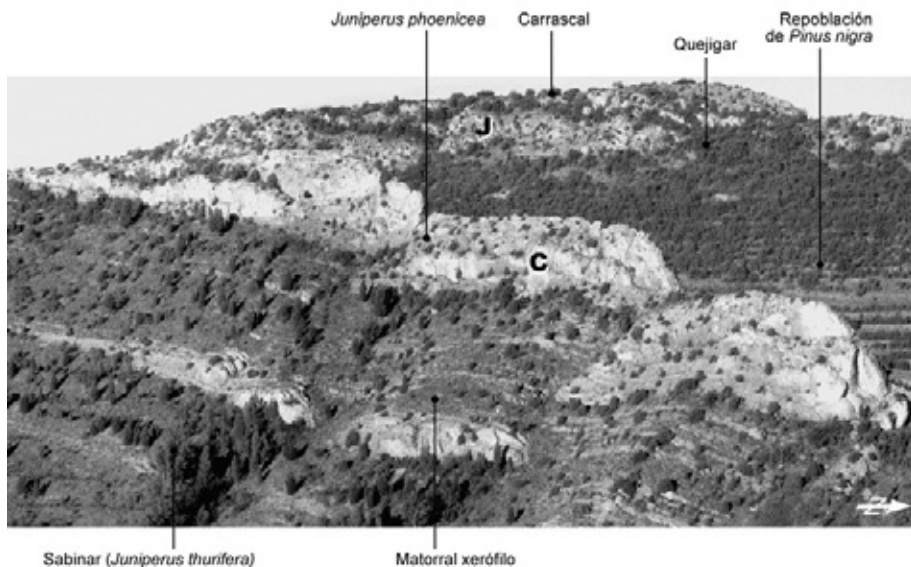 Juniperus phoenicea
Carrascal
Repoblación
de Pinus nigra
Quejigar
J
C
Z
Sabinar (Juniperus thurifera)
Matorral xerófilo